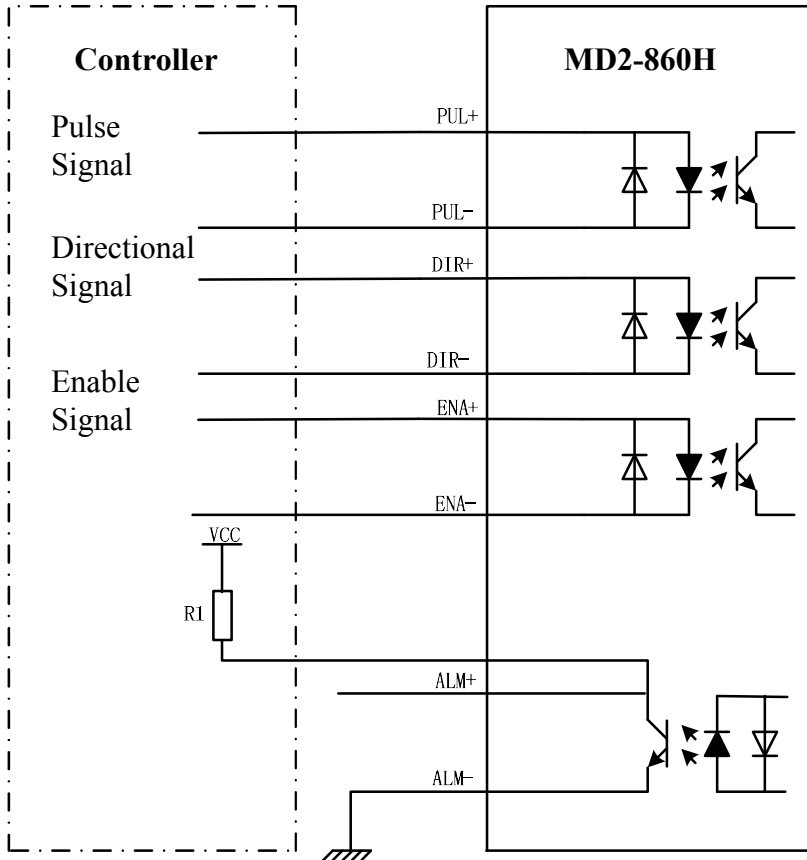 Controller
MD2-860H
Pulse
Signal
PUL+
PUL-
Directional
Signal
DIR+
DIR-
Enable
Signal
ENA+
ENA-
VCC
R1
ALM+
ALM-